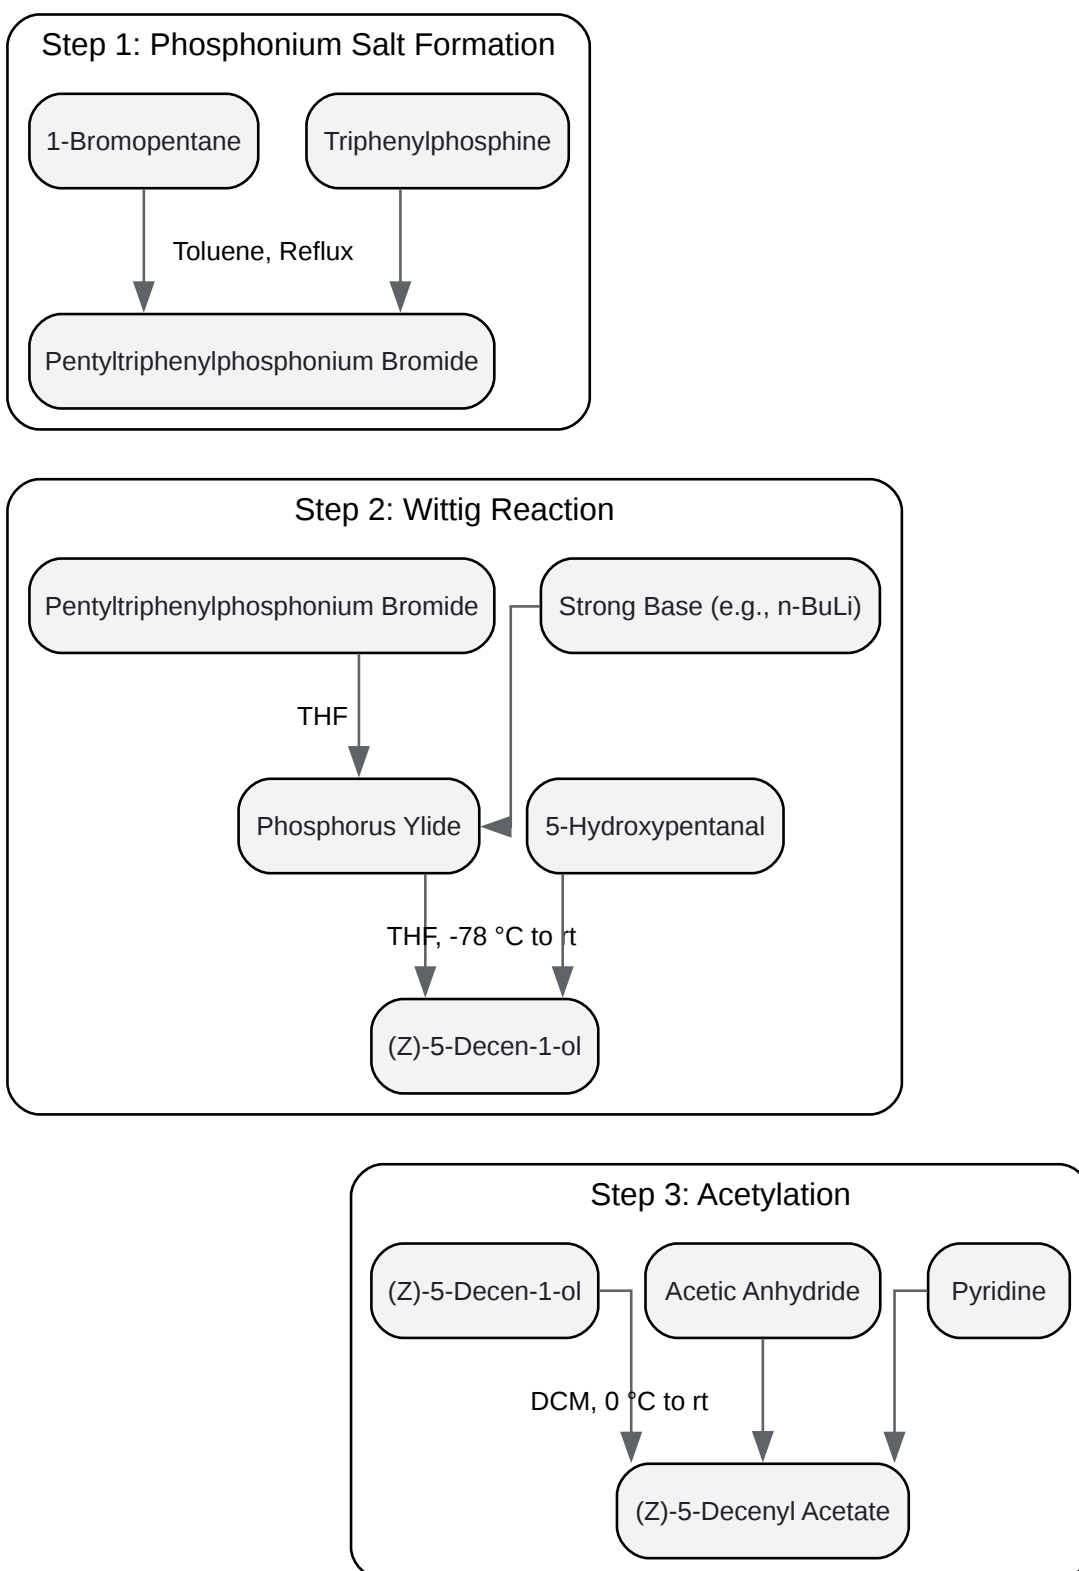 Step 1: Phosphonium Salt Formation
1-Bromopentane
Triphenylphosphine
Toluene, Reflux
Pentyltriphenylphosphonium Bromide
Step 2: Wittig Reaction
Pentyltriphenylphosphonium Bromide
Strong Base (e.g., n-BuLi)
THF
Phosphorus Ylide
5-Hydroxypentanal
THF, -78 °C to rt
(Z)-5-Decen-1-ol
Step 3: Acetylation
(Z)-5-Decen-1-ol
Acetic Anhydride
Pyridine
DCM, 0 °C to rt
(Z)-5-Decenyl Acetate